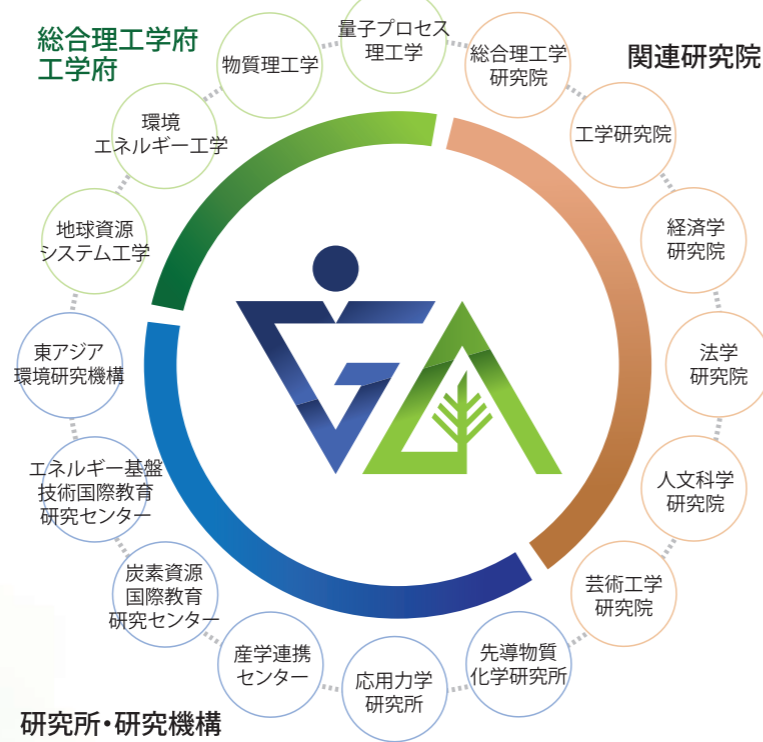 総合理工学府
工学府
関連研究院
量子プロセス
理工学
総合理工学
研究院
工学研究院
経済学
研究院
法学
研究院
人文科学
研究院
芸術工学
研究院
先導物質
化学研究所
応用力学
研究所
産学連携
センター
炭素資源
国際教育
研究センター
エネルギー基盤
技術国際教育
研究センター
東アジア
環境研究機構
地球資源
システム工学
環境
エネルギー工学
物質理工学
研究所・研究機構